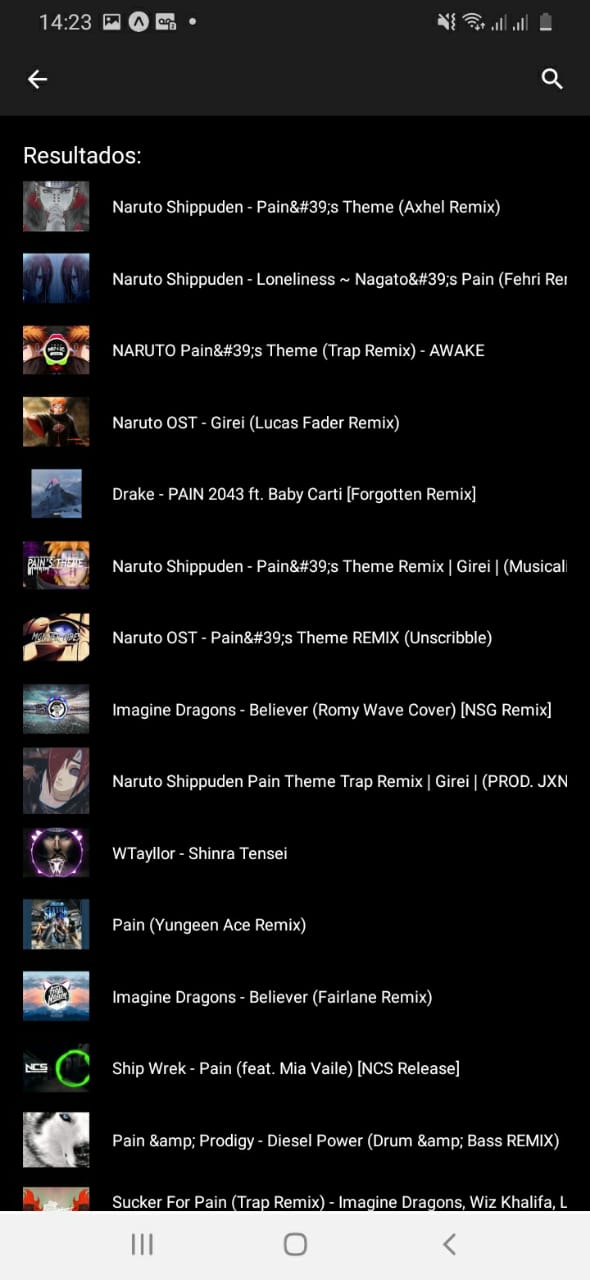 14:23
Resultados:
Naruto Shippuden - Pain&#39;s Theme (Axhel Remix)
Naruto Shippuden - Loneliness ~ Nagato&#39;s Pain (Fehri Rer
NARUTO Pain&#39;s Theme (Trap Remix) - AWAKE
Naruto OST - Girei (Lucas Fader Remix)
Drake - PAIN 2043 ft. Baby Carti [Forgotten Remix]
PAIN'S THEME
Naruto Shippuden - Pain&#39;s Theme Remix | Girei | (Musicali
Naruto OST - Pain&#39;s Theme REMIX (Unscribble)
Imagine Dragons - Believer (Romy Wave Cover) [NSG Remix]
Naruto Shippuden Pain Theme Trap Remix | Girei | (PROD. JXN
WTayllor - Shinra Tensei
Pain (Yungeen Ace Remix)
Imagine Dragons - Believer (Fairlane Remix)
NCS
Ship Wrek - Pain (feat. Mia Vaile) [NCS Release]
Pain &amp; Prodigy - Diesel Power (Drum &amp; Bass REMIX)
Sucker For Pain (Trap Remix) - Imagine Dragons, Wiz Khalifa, L